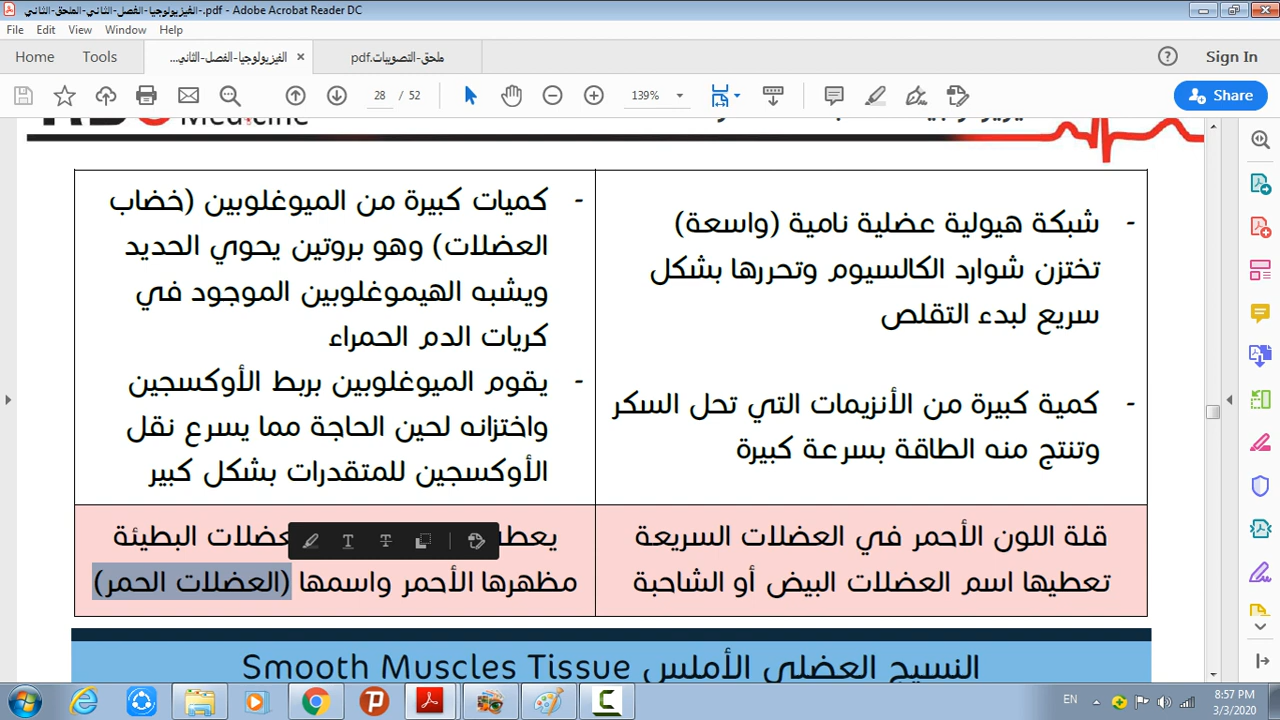 الفيزيولوجيا-الفصل-الثاني-الملحق-الثاني-.pdf - Adobe Acrobat Reader DC
File Edit View Window Help
Home Tools الفيزيولوجيا-الفصل-الثاني... ملحق-التصويبات.pdf Sign In
28 / 52 139% Share
Medicine
- شبكة هيولية عضلية نامية (واسعة)
تختزن شوارد الكالسيوم وتحررها بشكل
سريع لبدء التقلص
- كمية كبيرة من الأنزيمات التي تحل السكر
وتنتج منه الطاقة بسرعة كبيرة
- كميات كبيرة من الميوغلوبين (خضاب
العضلات) وهو بروتين يحوي الحديد
ويشبه الهيموغلوبين الموجود في
كريات الدم الحمراء
- يقوم الميوغلوبين بربط الأوكسجين
واختزانه لحين الحاجة مما يسرع نقل
الأوكسجين للمتقدرات بشكل كبير
قلة اللون الأحمر في العضلات السريعة
تعطيها اسم العضلات البيض أو الشاحبة
البطيئة
مظهرها الأحمر واسمها (العضلات الحمر)
النسيج العضلي الأملس Smooth Muscles Tissue
EN 8:57 PM
3/3/2020